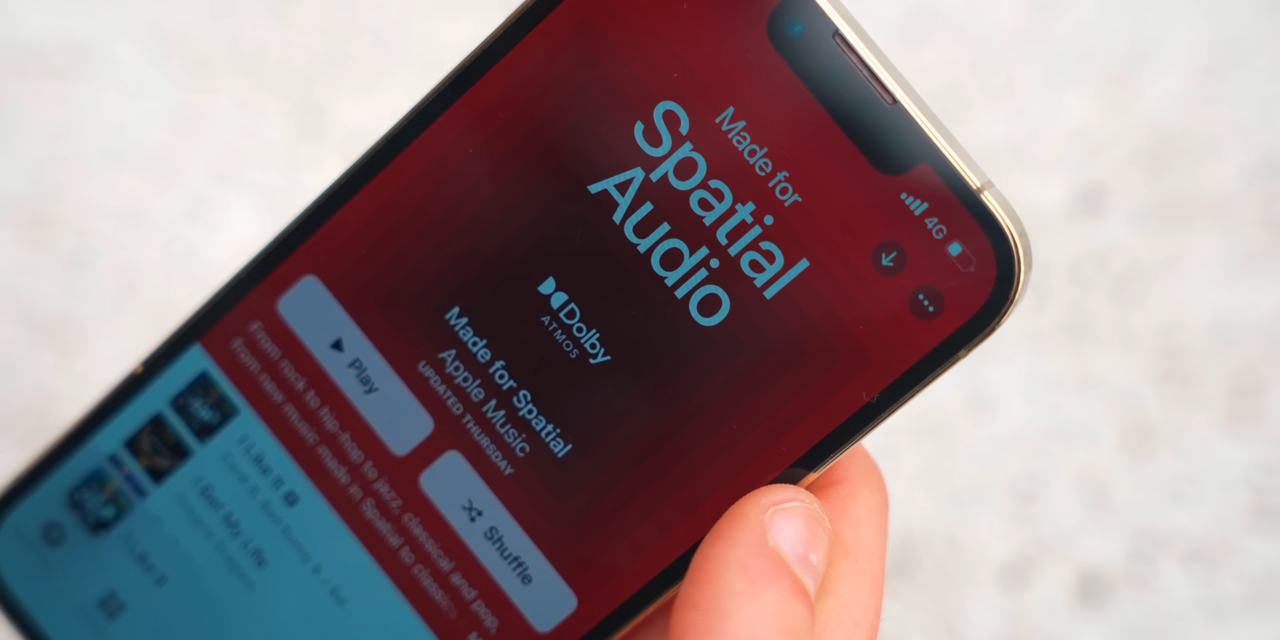 4G
Made for
Spatial
Audio
Dolby
ATMOS
Made for Spatial
Apple Music
UPDATED THURSDAY
Play
Shuffle
From rock to hip-hop to jazz, classical and pop,
from new music made in Spatial to classic
I Like It
I Bet My Life
I Like It